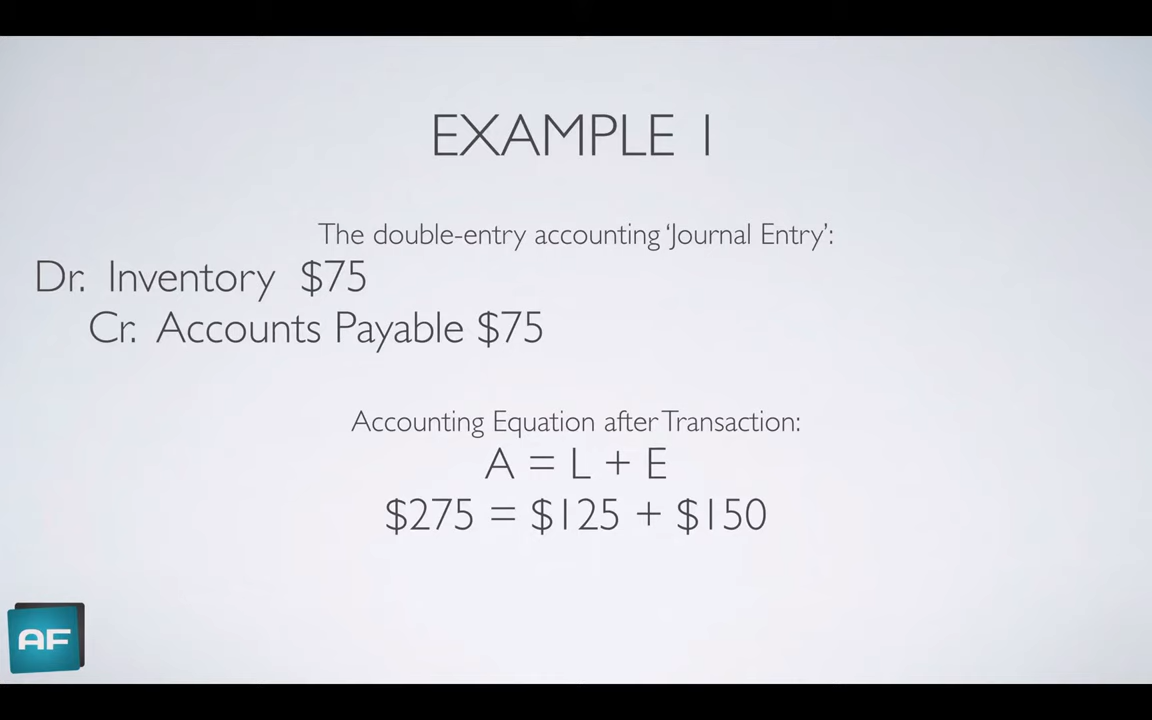 EXAMPLE 1
The double-entry accounting ‘Journal Entry’:
Dr. Inventory $75
Cr. Accounts Payable $75
Accounting Equation after Transaction:
A = L + E
$275 = $125 + $150
AF